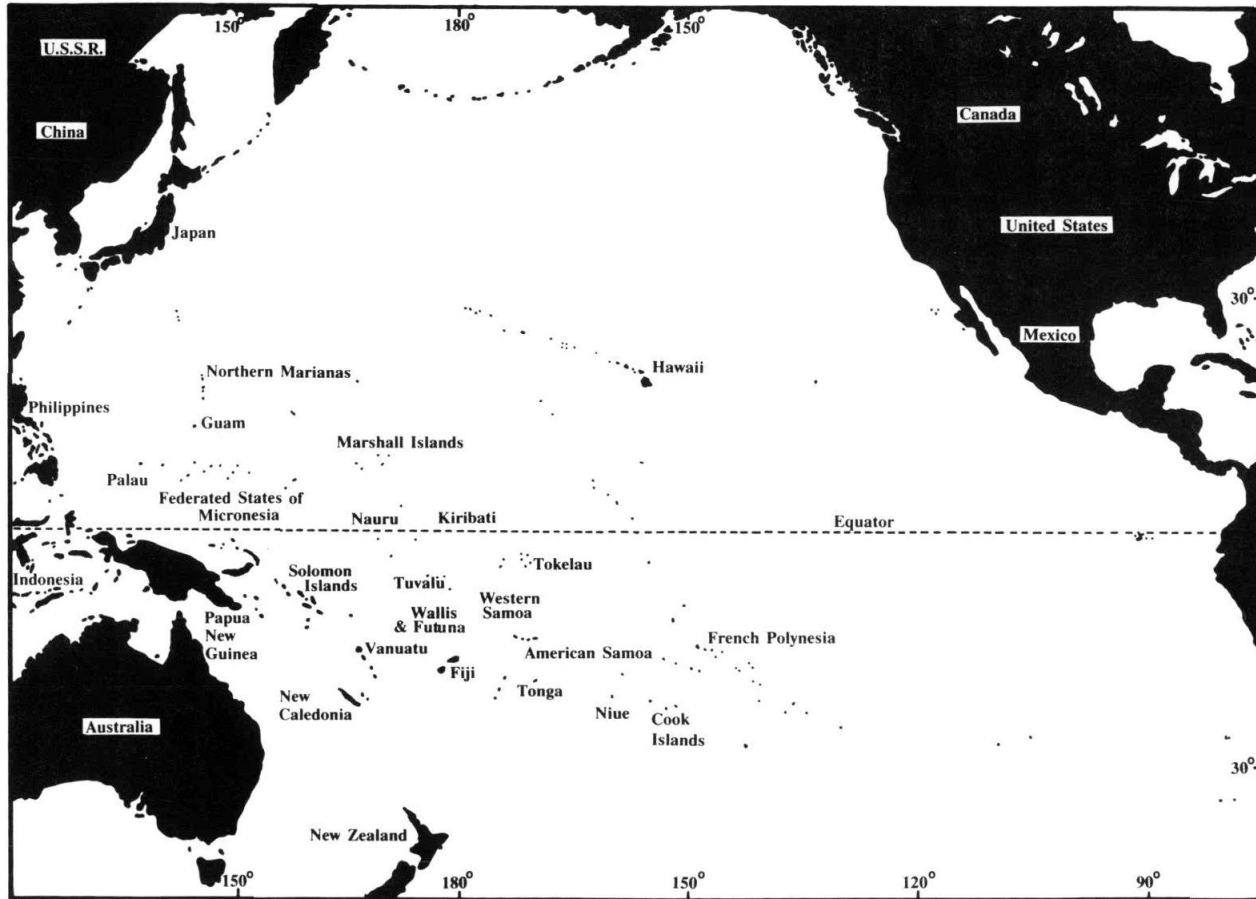 150°
180°
150°
U.S.S.R.
China
Canada
Japan
United States
30°
Mexico
Northern Marianas
Hawaii
Philippines
Guam
Marshall Islands
Palau
Federated States of
Micronesia
Nauru
Kiribati
Equator
Indonesia
Solomon
Islands
Tuvalu
Tokelau
Western
Samoa
Papua
New
Guinea
Wallis
& Futuna
Vanuatu
French Polynesia
American Samoa
Fiji
New
Caledonia
Tonga
Niue
Cook
Islands
Australia
30°
New Zealand
150°
180°
150°
120°
90°